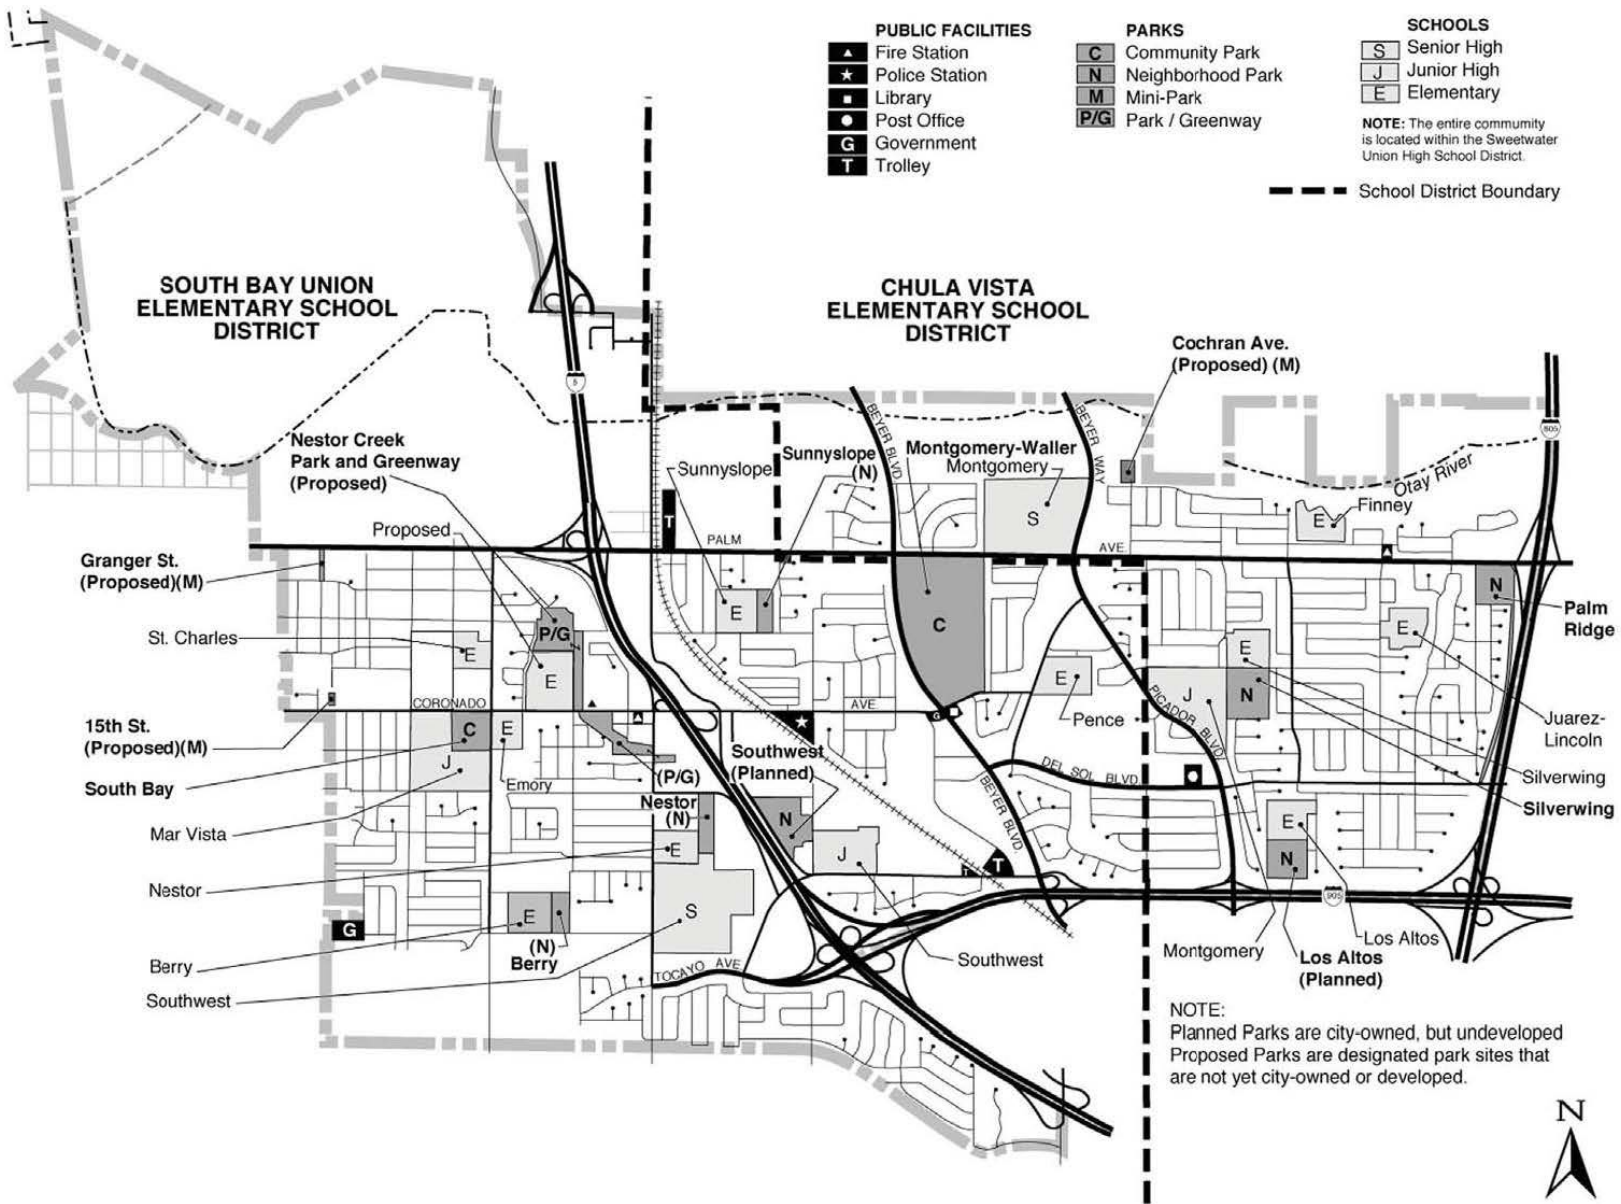 PUBLIC FACILITIES
Fire Station
Police Station
Library
Post Office
G Government
T Trolley
PARKS
C Community Park
N Neighborhood Park
M Mini-Park
P/G Park / Greenway
SCHOOLS
S Senior High
J Junior High
E Elementary
NOTE: The entire community
is located within the Sweetwater
Union High School District.
School District Boundary
SOUTH BAY UNION
ELEMENTARY SCHOOL
DISTRICT
CHULA VISTA
ELEMENTARY SCHOOL
DISTRICT
Cochran Ave.
(Proposed) (M)
5
805
Nestor Creek
Park and Greenway
(Proposed)
Sunnyslope
Sunnyslope
(N)
BEYER BLVD.
Montgomery-Waller
Montgomery
BEYER WAY
Otay River
Finney
E
S
T
Proposed
PALM
AVE.
Granger St.
(Proposed)(M)
N
Palm
Ridge
E
C
P/G
E
St. Charles
E
E
E
E
J
N
Pence
PICADOR BLVD.
Juarez-
Lincoln
CORONADO
AVE.
G
15th St.
(Proposed)(M)
C
E
J
South Bay
Emory
(P/G)
Southwest
(Planned)
DEL SOL BLVD.
Silverwing
Silverwing
Nestor
(N)
N
BEYER BLVD.
E
N
Mar Vista
E
J
T
T
Nestor
905
S
E
G
(N)
Berry
Berry
Southwest
TOCAYO AVE
Southwest
Montgomery
Los Altos
Los Altos
(Planned)
NOTE:
Planned Parks are city-owned, but undeveloped
Proposed Parks are designated park sites that
are not yet city-owned or developed.
N